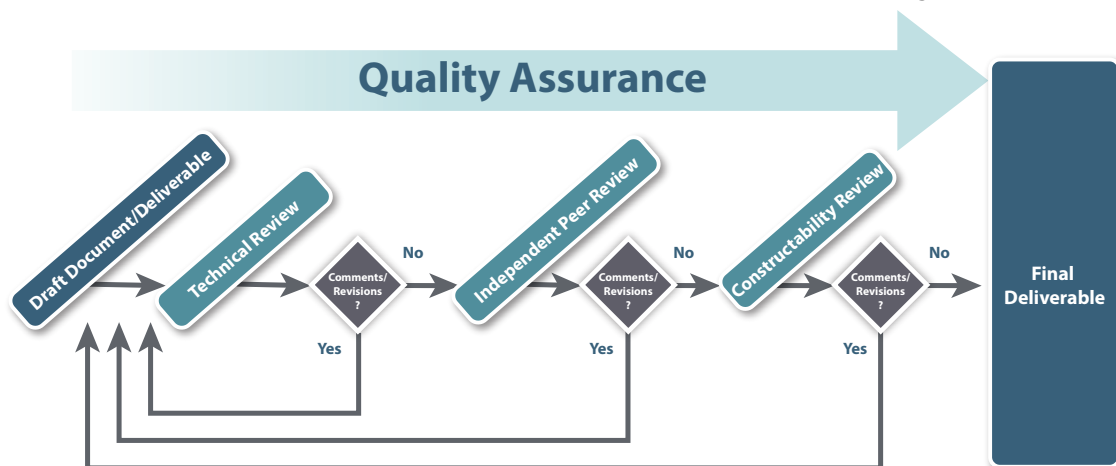 Quality Assurance
Draft Document/Deliverable
Technical Review
Comments/
Revisions
?
No
Yes
Independent Peer Review
Comments/
Revisions
?
No
Yes
Constructability Review
Comments/
Revisions
?
No
Yes
Final
Deliverable